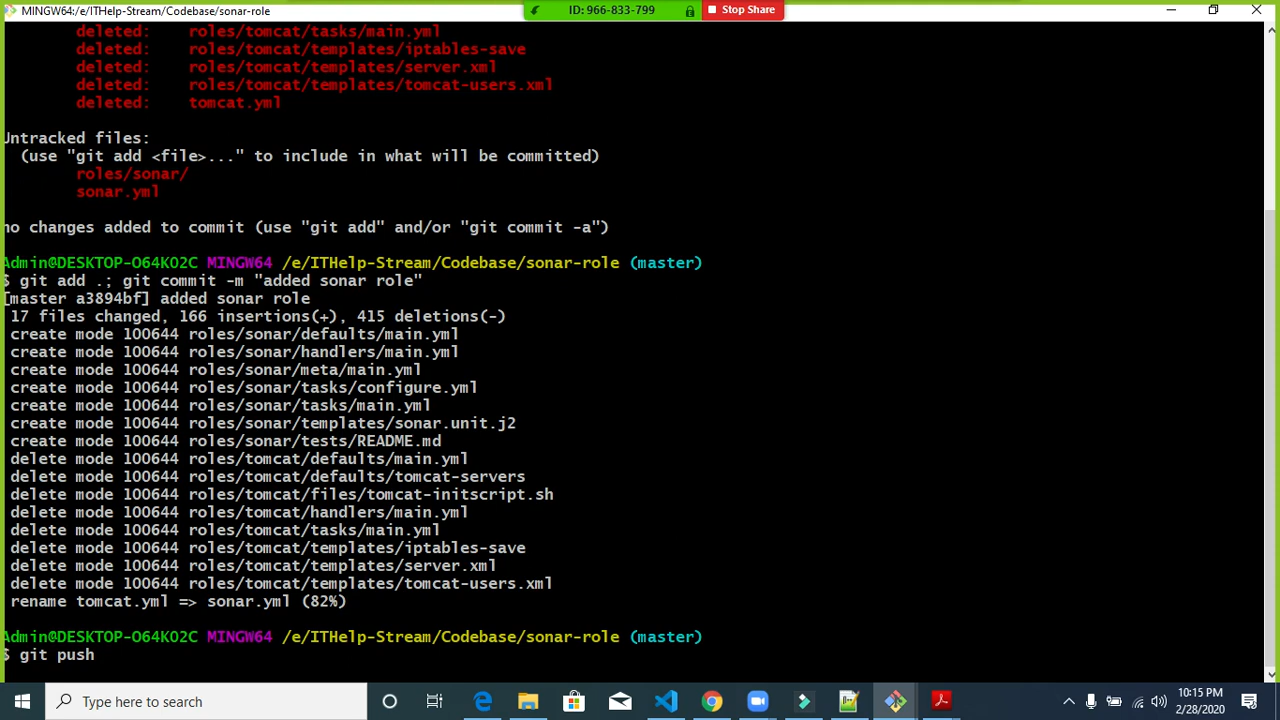 MINGW64:/e/ITHelp-Stream/Codebase/sonar-role
ID: 966-833-799
Stop Share
deleted: roles/tomcat/tasks/main.yml
deleted: roles/tomcat/templates/iptables-save
deleted: roles/tomcat/templates/server.xml
deleted: roles/tomcat/templates/tomcat-users.xml
deleted: tomcat.yml
Untracked files:
(use "git add <file>..." to include in what will be committed)
roles/sonar/
sonar.yml
no changes added to commit (use "git add" and/or "git commit -a")
Admin@DESKTOP-O64KO2C MINGW64 /e/ITHelp-Stream/Codebase/sonar-role (master)
$ git add .; git commit -m "added sonar role"
[master a3894bf] added sonar role
17 files changed, 166 insertions(+), 415 deletions(-)
create mode 100644 roles/sonar/defaults/main.yml
create mode 100644 roles/sonar/handlers/main.yml
create mode 100644 roles/sonar/meta/main.yml
create mode 100644 roles/sonar/tasks/configure.yml
create mode 100644 roles/sonar/tasks/main.yml
create mode 100644 roles/sonar/templates/sonar.unit.j2
create mode 100644 roles/sonar/tests/README.md
delete mode 100644 roles/tomcat/defaults/main.yml
delete mode 100644 roles/tomcat/defaults/tomcat-servers
delete mode 100644 roles/tomcat/files/tomcat-initscript.sh
delete mode 100644 roles/tomcat/handlers/main.yml
delete mode 100644 roles/tomcat/tasks/main.yml
delete mode 100644 roles/tomcat/templates/iptables-save
delete mode 100644 roles/tomcat/templates/server.xml
delete mode 100644 roles/tomcat/templates/tomcat-users.xml
rename tomcat.yml => sonar.yml (82%)
Admin@DESKTOP-O64KO2C MINGW64 /e/ITHelp-Stream/Codebase/sonar-role (master)
$ git push
Type here to search
10:15 PM
2/28/2020